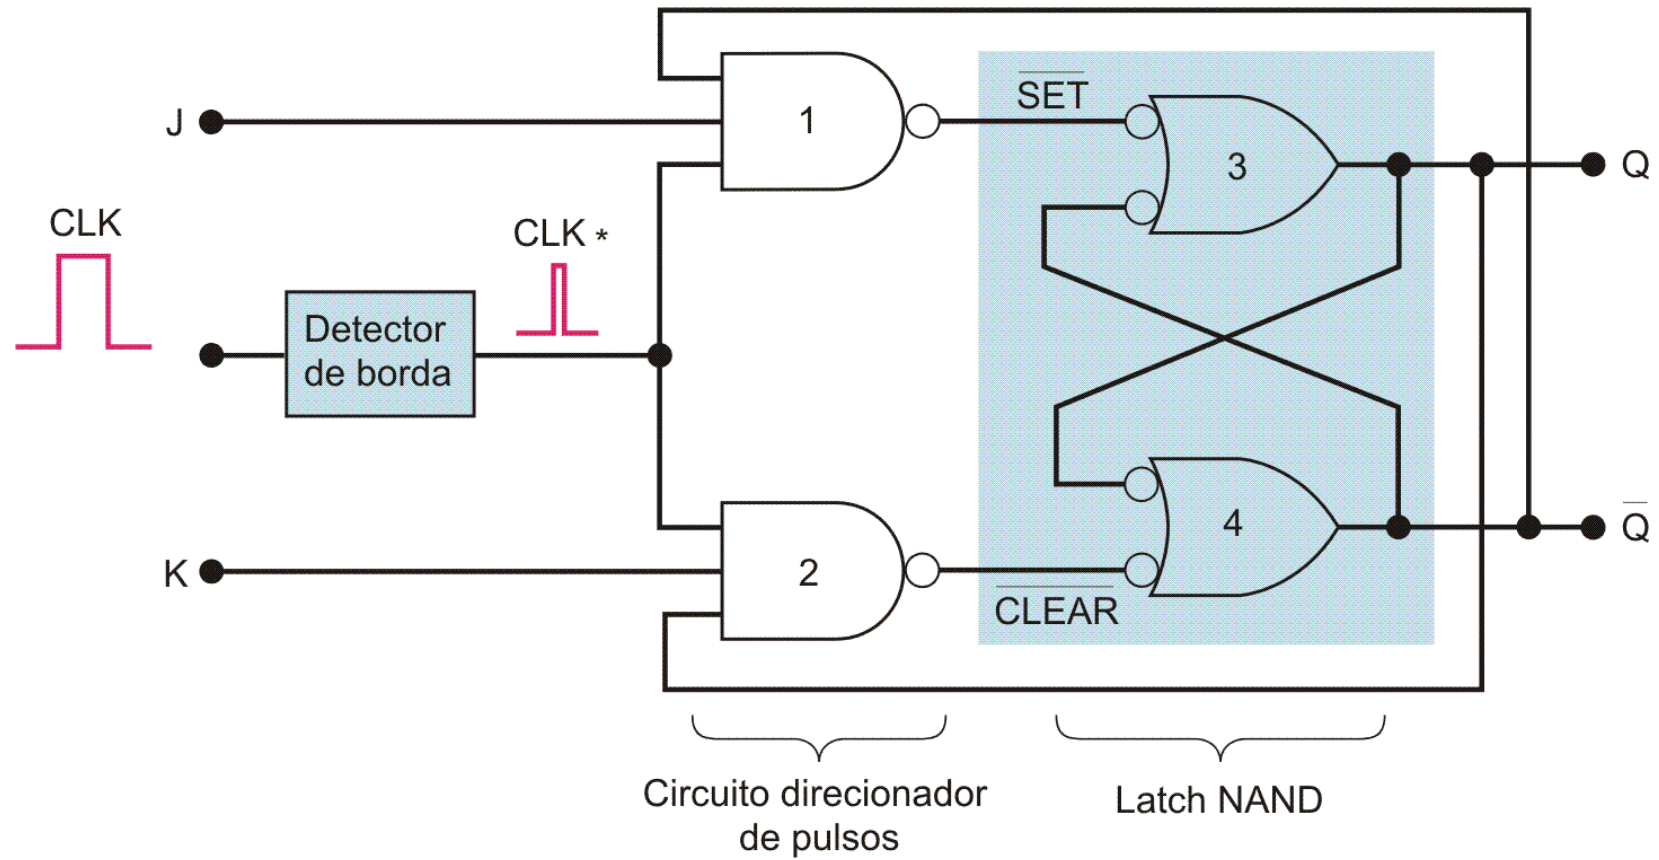 SET
J
1
3
Q
CLK
CLK *
Detector
de borda
4
Q
K
2
CLEAR
Circuito direcionador
de pulsos
Latch NAND